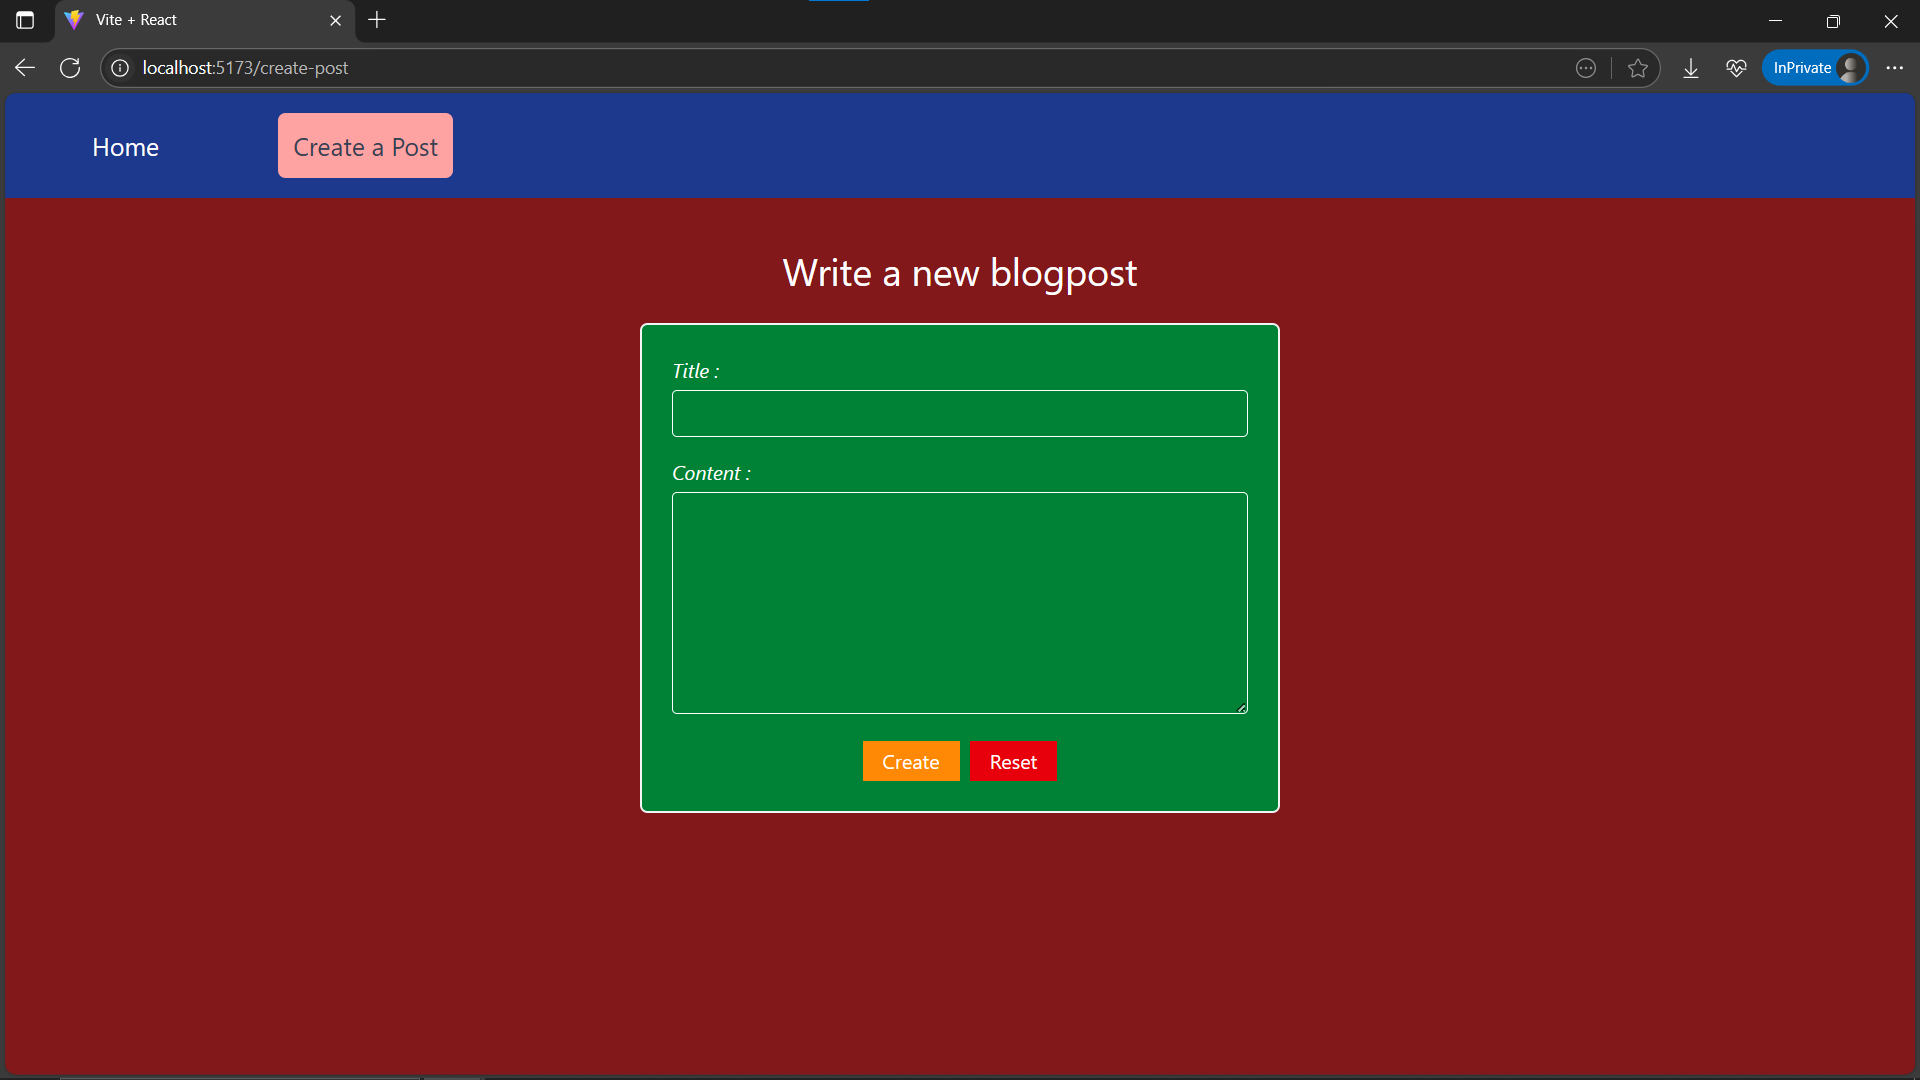 Vite + React
localhost:5173/create-post
InPrivate
Home
Create a Post
Write a new blogpost
Title :
Content :
Create
Reset